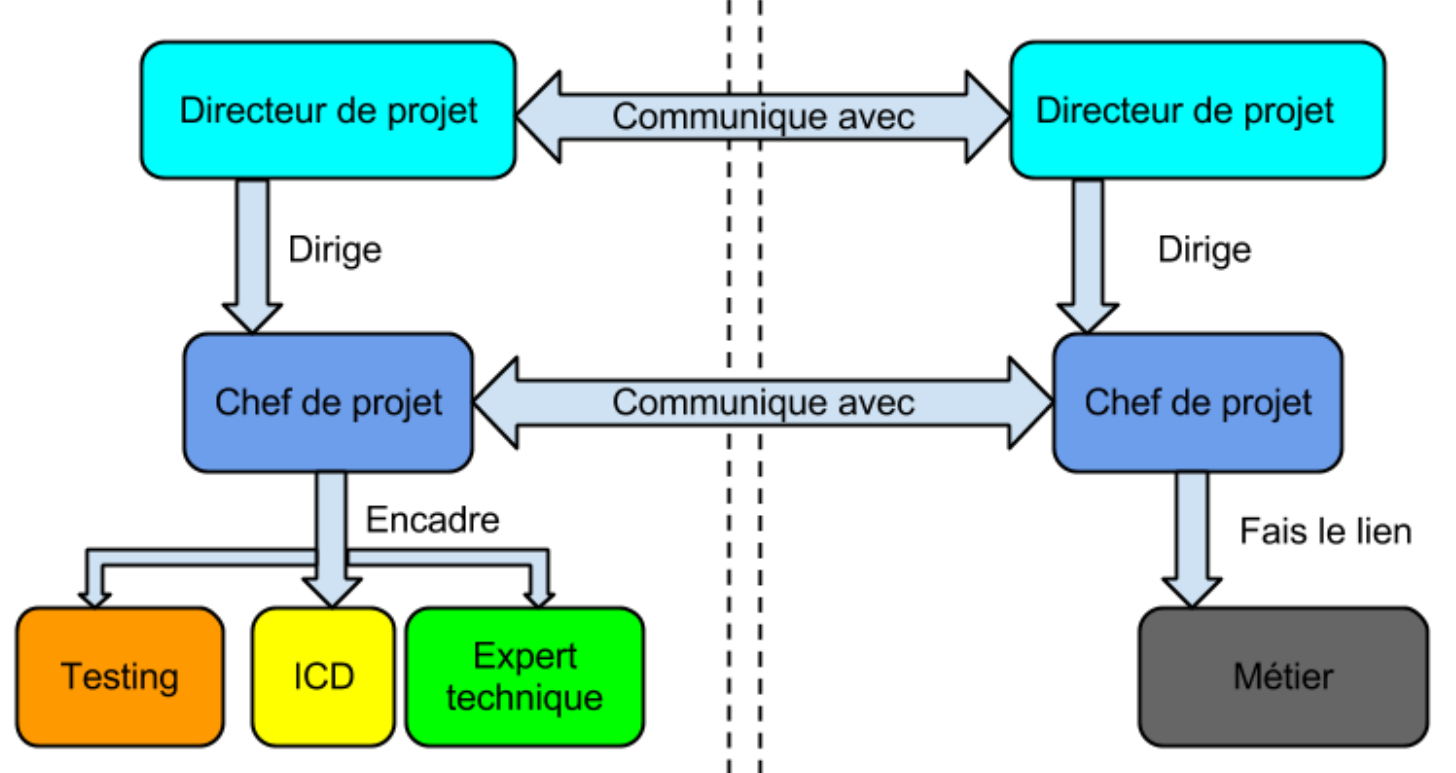 Directeur de projet
Communique avec
Directeur de projet
Dirige
Dirige
Chef de projet
Communique avec
Chef de projet
Encadre
Fais le lien
Testing
ICD
Expert
technique
Métier